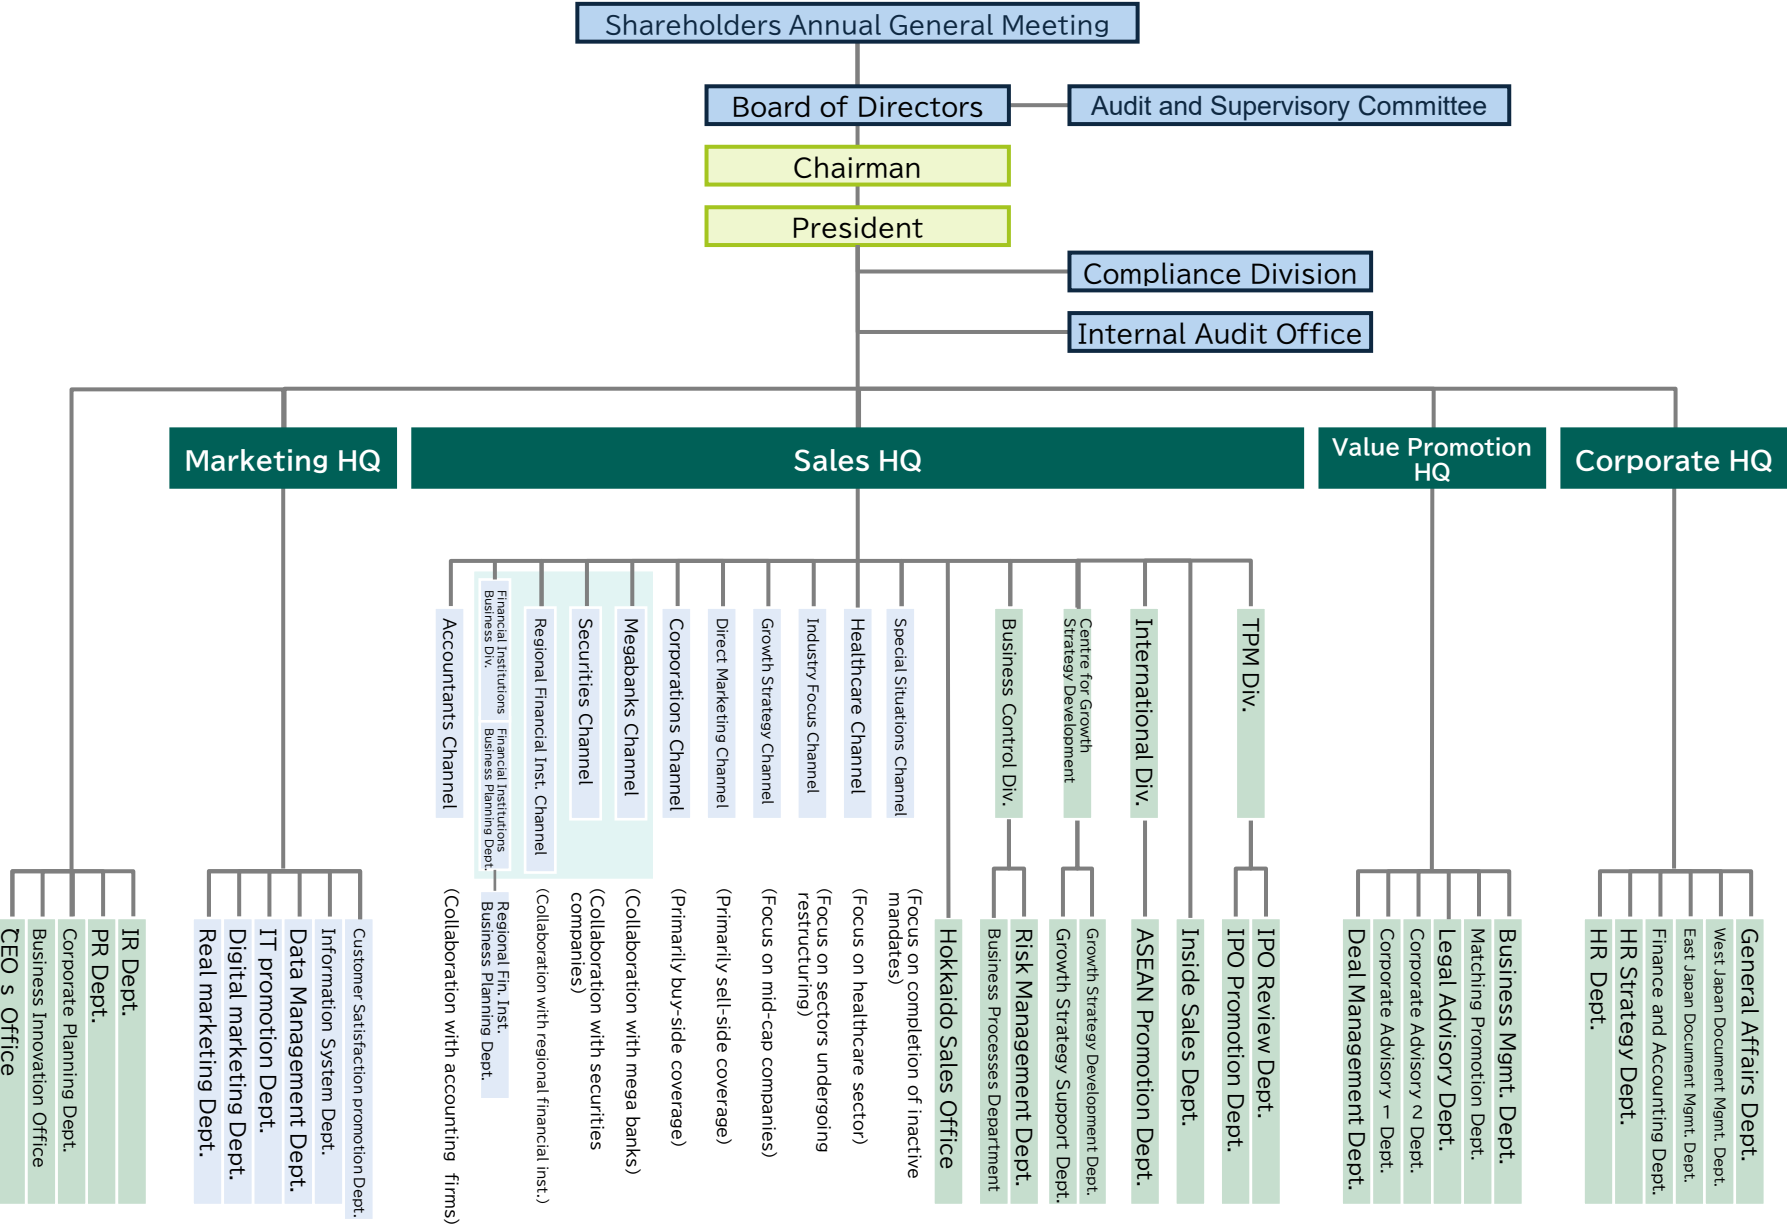 Shareholders Annual General Meeting
Board of Directors
Audit and Supervisory Committee
Chairman
President
Compliance Division
Internal Audit Office
Marketing HQ
Sales HQ
Value Promotion
HQ
Corporate HQ
CEO s Office
Business Innovation Office
Corporate Planning Dept.
PR Dept.
IR Dept.
Real marketing Dept.
Digital marketing Dept.
IT promotion Dept.
Data Management Dept.
Information System Dept.
Customer Satisfaction promotion Dept.
Accountants Channel
(Collaboration with accounting firms)
Financial Institutions
Business Div.
Financial Institutions
Business Planning Dept.
Regional Fin. Inst.
Business Planning Dept.
Regional Financial Inst. Channel
(Collaboration with regional financial inst.)
Securities Channel
(Collaboration with securities
companies)
Megabanks Channel
(Collaboration with mega banks)
Corporations Channel
(Primarily buy-side coverage)
Direct Marketing Channel
(Primarily sell-side coverage)
Growth Strategy Channel
(Focus on mid-cap companies)
Industry Focus Channel
(Focus on sectors undergoing
restructuring)
Healthcare Channel
(Focus on healthcare sector)
Special Situations Channel
(Focus on completion of inactive
mandates)
Hokkaido Sales Office
Business Control Div.
Business Processes Department
Risk Management Dept.
Centre for Growth
Strategy Development
Growth Strategy Support Dept.
Growth Strategy Development Dept.
International Div.
ASEAN Promotion Dept.
Inside Sales Dept.
TPM Div.
IPO Promotion Dept.
IPO Review Dept.
Deal Management Dept.
Corporate Advisory 1 Dept.
Corporate Advisory 2 Dept.
Legal Advisory Dept.
Matching Promotion Dept.
Business Mgmt. Dept.
HR Dept.
HR Strategy Dept.
Finance and Accounting Dept.
East Japan Document Mgmt. Dept.
West Japan Document Mgmt. Dept.
General Affairs Dept.